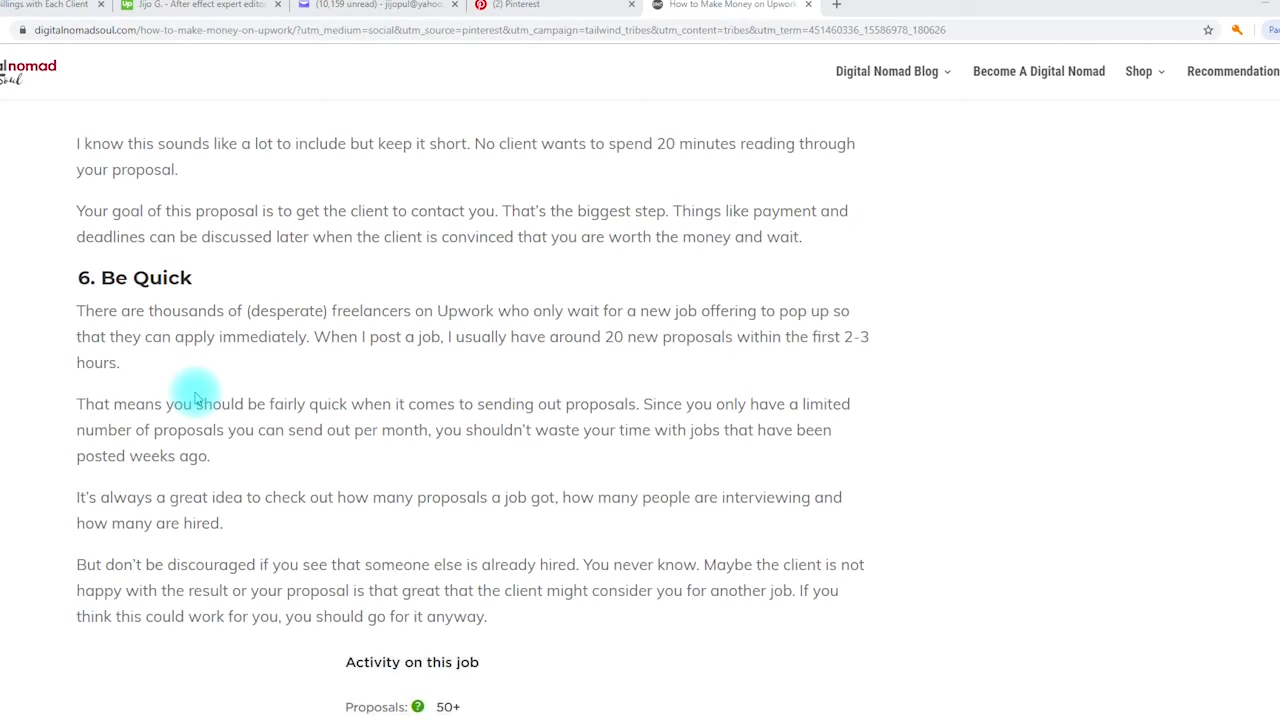 illings with Each Client
Jijo G. - After effect expert editor
(10,159 unread) - jijopul@yahoo
(2) Pinterest
How to Make Money on Upwork
digitalnomadsoul.com/how-to-make-money-on-upwork/?utm_medium=social&utm_source=pinterest&utm_campaign=tailwind_tribes&utm_content=tribes&utm_term=451460336_15586978_180626
Pau
al nomad
Soul
Digital Nomad Blog
Become A Digital Nomad
Shop
Recommendation
I know this sounds like a lot to include but keep it short. No client wants to spend 20 minutes reading through
your proposal.
Your goal of this proposal is to get the client to contact you. That’s the biggest step. Things like payment and
deadlines can be discussed later when the client is convinced that you are worth the money and wait.
6. Be Quick
There are thousands of (desperate) freelancers on Upwork who only wait for a new job offering to pop up so
that they can apply immediately. When I post a job, I usually have around 20 new proposals within the first 2-3
hours.
That means you should be fairly quick when it comes to sending out proposals. Since you only have a limited
number of proposals you can send out per month, you shouldn’t waste your time with jobs that have been
posted weeks ago.
It’s always a great idea to check out how many proposals a job got, how many people are interviewing and
how many are hired.
But don’t be discouraged if you see that someone else is already hired. You never know. Maybe the client is not
happy with the result or your proposal is that great that the client might consider you for another job. If you
think this could work for you, you should go for it anyway.
Activity on this job
Proposals: ? 50+